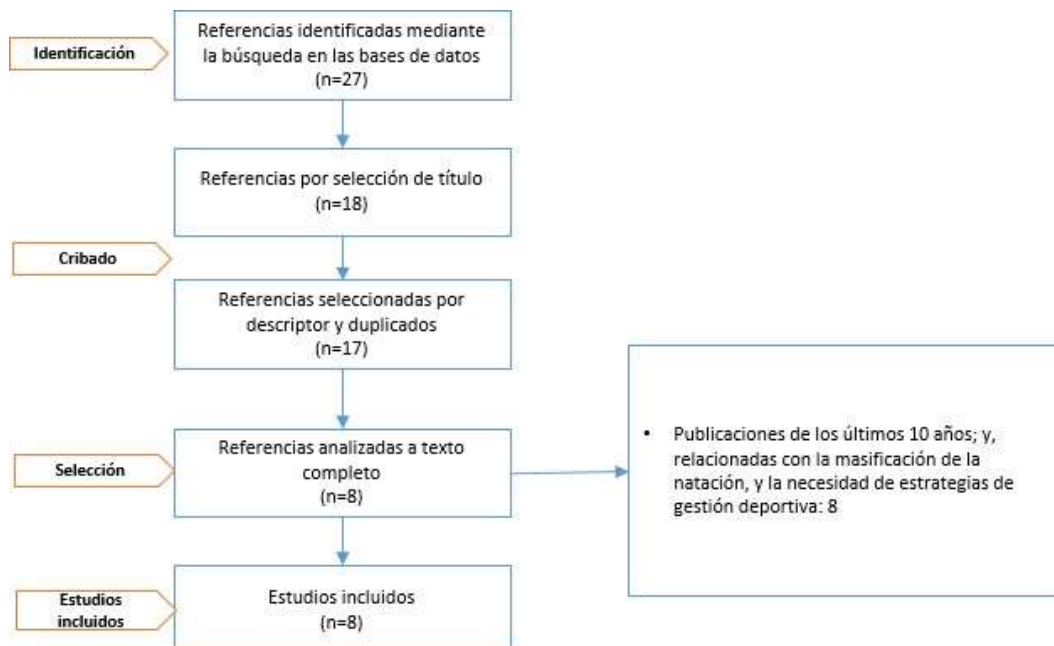 Identificación
Referencias identificadas mediante
la búsqueda en las bases de datos
(n=27)
Referencias por selección de título
(n=18)
Cribado
Referencias seleccionadas por
descriptor y duplicados
(n=17)
Selección
Referencias analizadas a texto
completo
(n=8)
• Publicaciones de los últimos 10 años; y,
relacionadas con la masificación de la
natación, y la necesidad de estrategias de
gestión deportiva: 8
Estudios
incluidos
Estudios incluidos
(n=8)